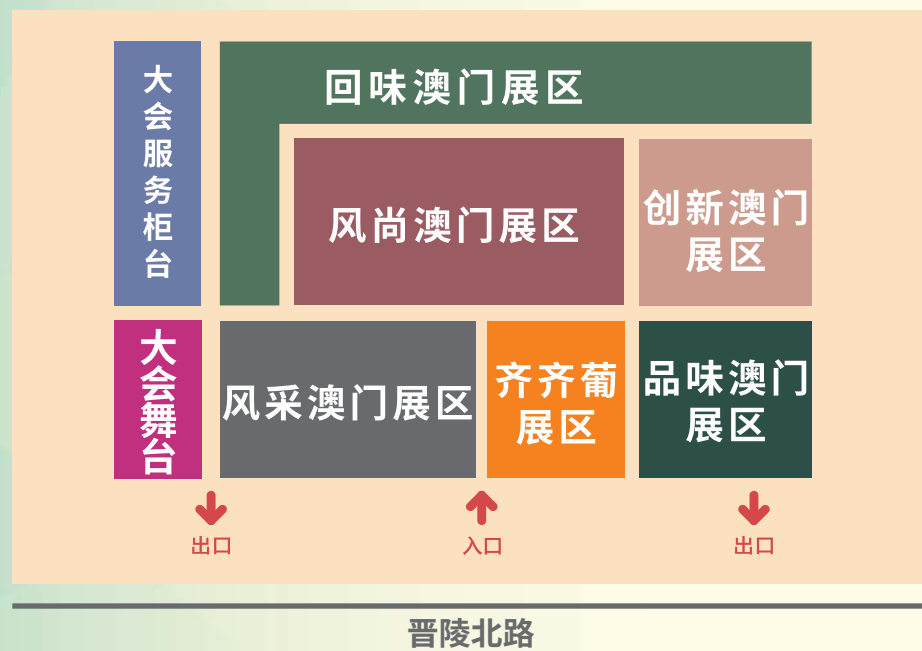 大会服务柜台
回味澳门展区
风尚澳门展区
创新澳门
展区
大会舞台
风采澳门展区
齐齐葡
展区
品味澳门
展区
出口
入口
出口
晋陵北路